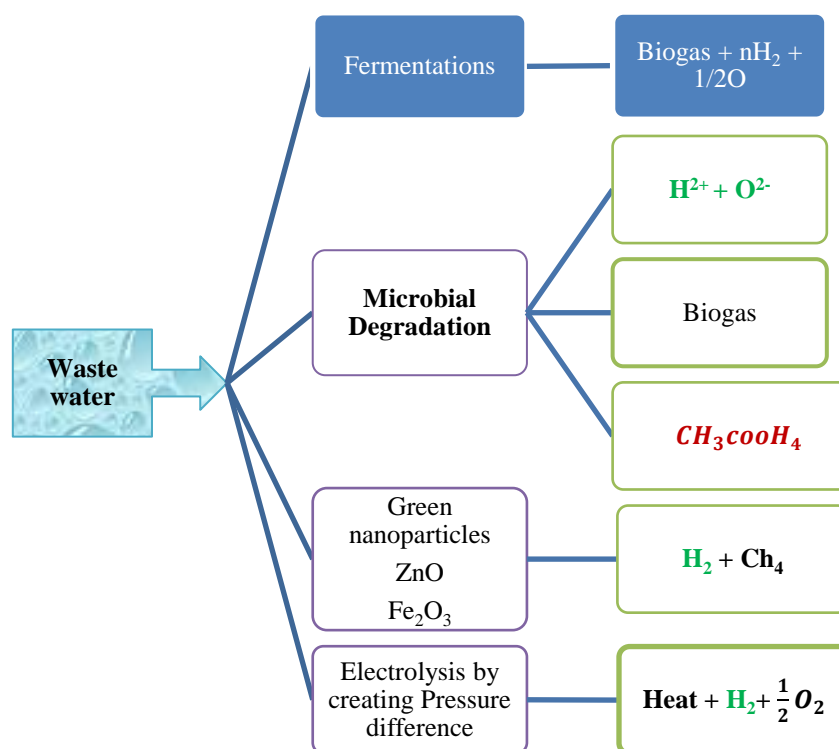 Fermentations
Biogas + nH₂ +
1/2O
H²⁺ + O²⁻
Microbial
Degradation
Biogas
Waste
water
CH₃cooH₄
Green
nanoparticles
ZnO
Fe₂O₃
H₂ + Ch₄
Electrolysis by
creating Pressure
difference
Heat + H₂+ ½ O₂